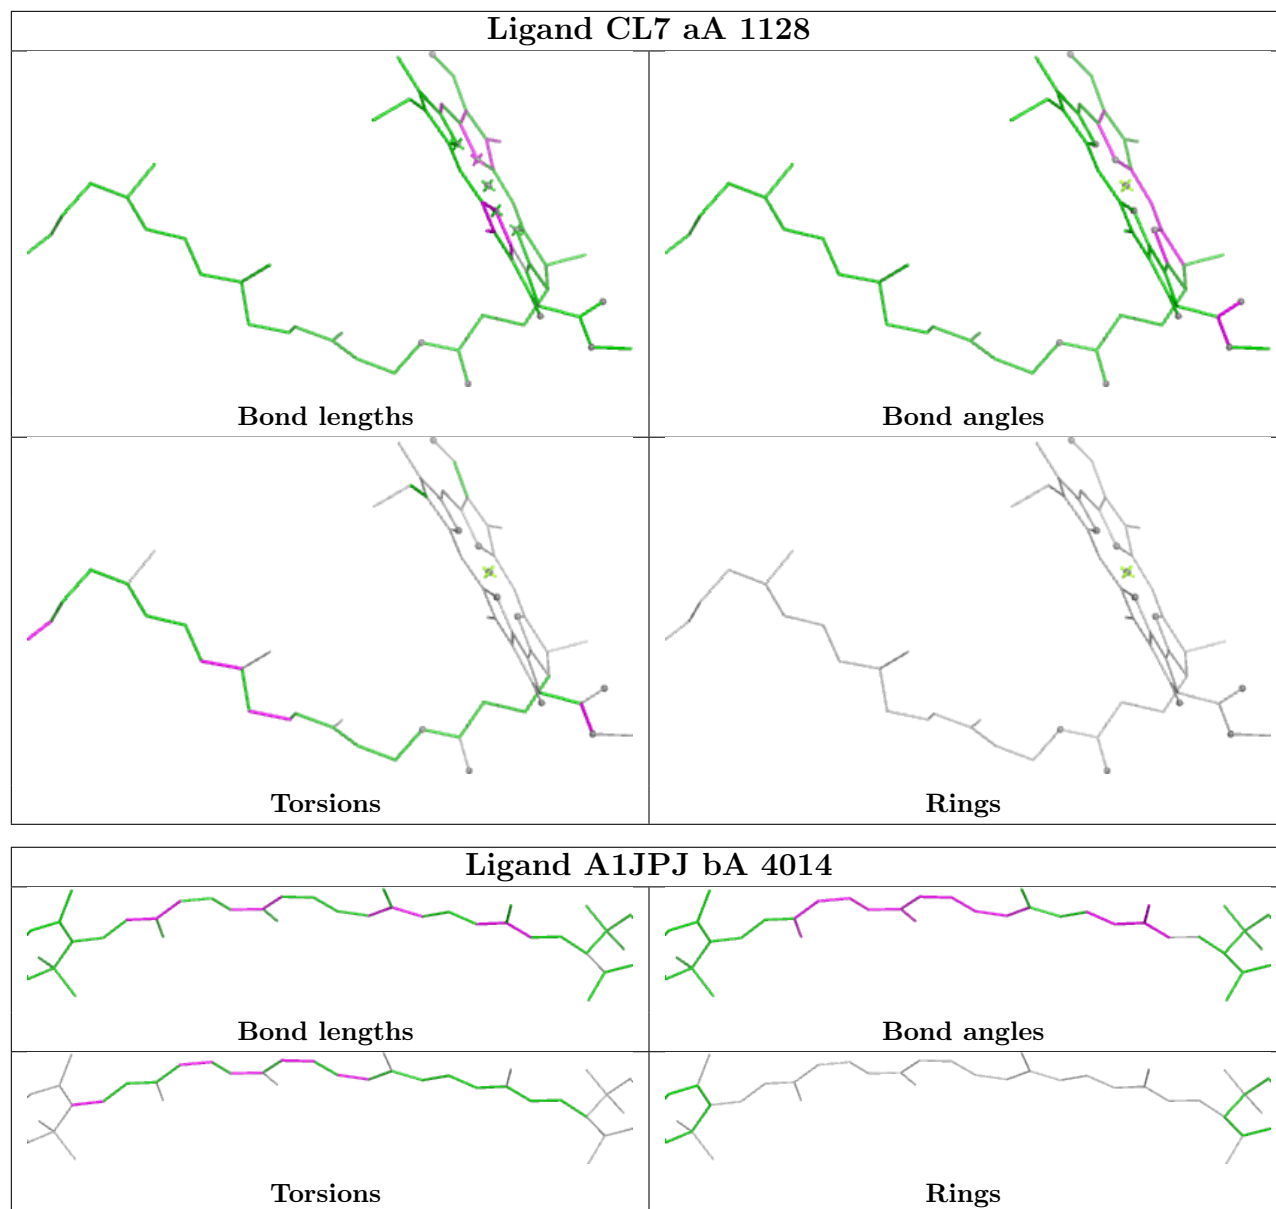 Ligand CL7 aA 1128
Bond lengths
Bond angles
Torsions
Rings
Ligand A1JPJ bA 4014
Bond lengths
Bond angles
Torsions
Rings